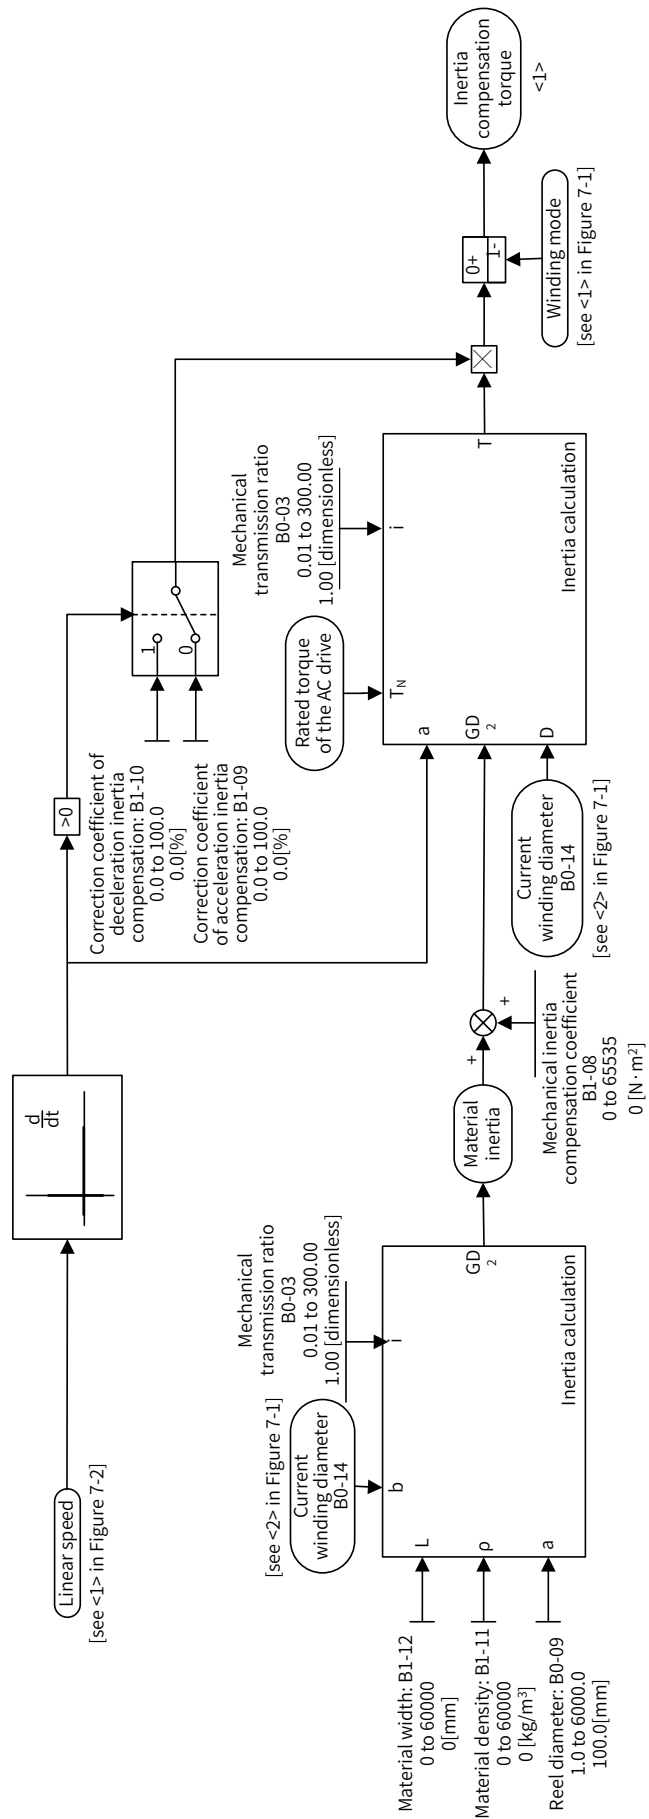 Linear speed
[see <1> in Figure 7-2]
d
dt
>0
Correction coefficient of
deceleration inertia
compensation: B1-10
0.0 to 100.0
0.0[%]
Correction coefficient
of acceleration inertia
compensation: B1-09
0.0 to 100.0
0.0[%]
1
0
Material width: B1-12
0 to 60000
0[mm]
Material density: B1-11
0 to 60000
0 [kg/m³]
Reel diameter: B0-09
1.0 to 6000.0
100.0[mm]
[see <2> in Figure 7-1]
Current
winding diameter
B0-14
Mechanical
transmission ratio
B0-03
0.01 to 300.00
1.00 [dimensionless]
L
ρ
a
b
i
GD
2
Inertia calculation
Material
inertia
+
+
Mechanical inertia
compensation coefficient
B1-08
0 to 65535
0 [N · m²]
Current
winding diameter
B0-14
[see <2> in Figure 7-1]
Rated torque
of the AC drive
Mechanical
transmission ratio
B0-03
0.01 to 300.00
1.00 [dimensionless]
a
GD
2
D
TN
i
T
Inertia calculation
0+
1-
Winding mode
[see <1> in Figure 7-1]
Inertia
compensation
torque
<1>